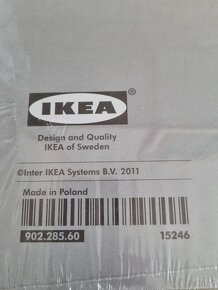 IKEA®
Design and Quality
IKEA of Sweden
©Inter IKEA Systems B.V. 2011
Made in Poland
902.285.60 15246